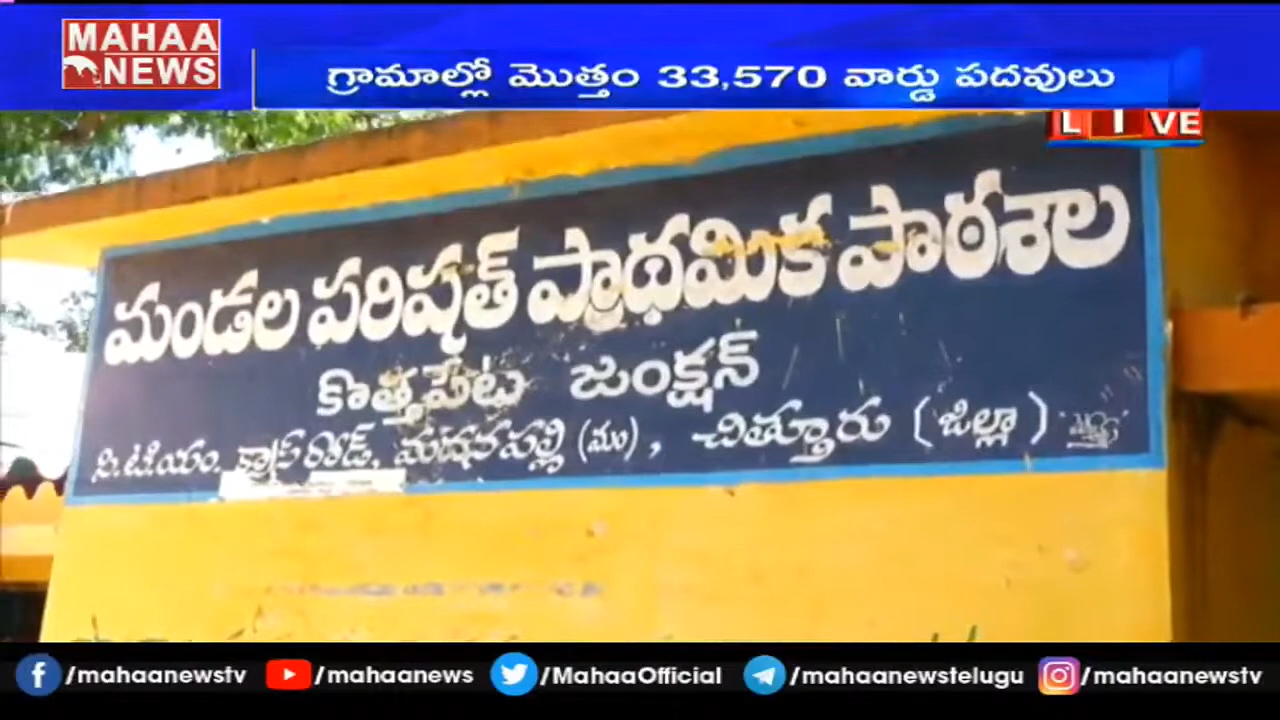 MAHAA
NEWS
గ్రామాల్లో మొత్తం 33,570 వార్డు పదవులు
LIVE
మండల పరిషత్ ప్రాథమిక పాఠశాల
కొత్తపేట జంక్షన్
సి.టి.యం. క్రాస్ రోడ్, మదనపల్లి (మం), చిత్తూరు (జిల్లా)
/mahaanewstv /mahaanews /MahaaOfficial /mahaanewstelugu /mahaanewstv